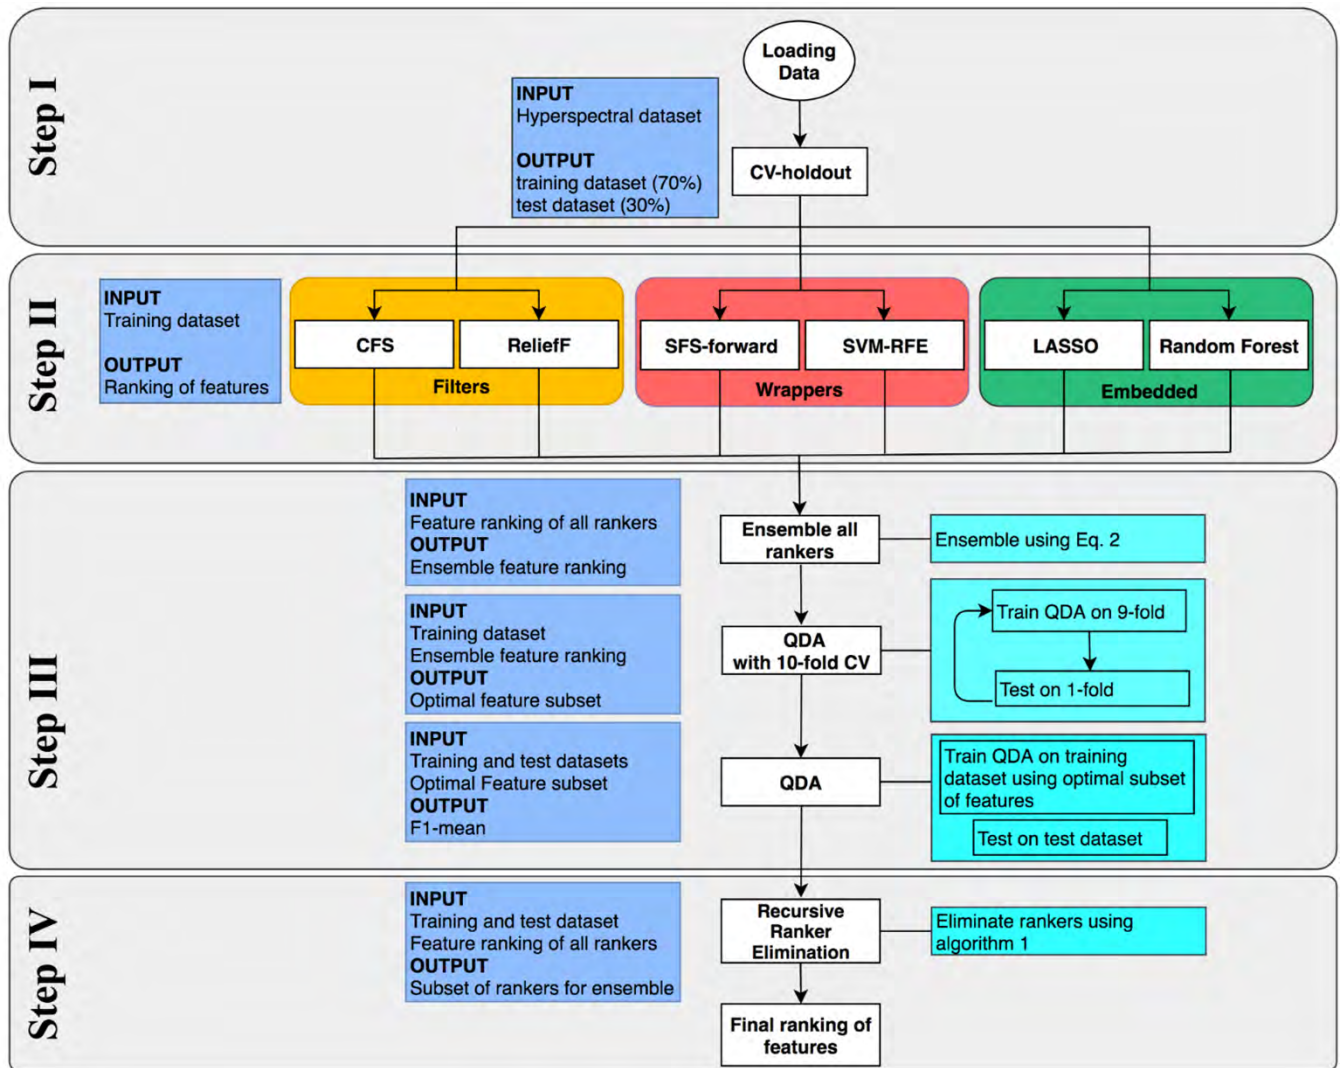 Step I
Loading
Data
INPUT
Hyperspectral dataset
OUTPUT
training dataset (70%)
test dataset (30%)
CV-holdout
Step II
INPUT
Training dataset
OUTPUT
Ranking of features
CFS
ReliefF
Filters
SFS-forward
SVM-RFE
Wrappers
LASSO
Random Forest
Embedded
Step III
INPUT
Feature ranking of all rankers
OUTPUT
Ensemble feature ranking
Ensemble all
rankers
Ensemble using Eq. 2
INPUT
Training dataset
Ensemble feature ranking
OUTPUT
Optimal feature subset
QDA
with 10-fold CV
Train QDA on 9-fold
Test on 1-fold
INPUT
Training and test datasets
Optimal Feature subset
OUTPUT
F1-mean
QDA
Train QDA on training
dataset using optimal subset
of features
Test on test dataset
Step IV
INPUT
Training and test dataset
Feature ranking of all rankers
OUTPUT
Subset of rankers for ensemble
Recursive
Ranker
Elimination
Eliminate rankers using
algorithm 1
Final ranking of
features